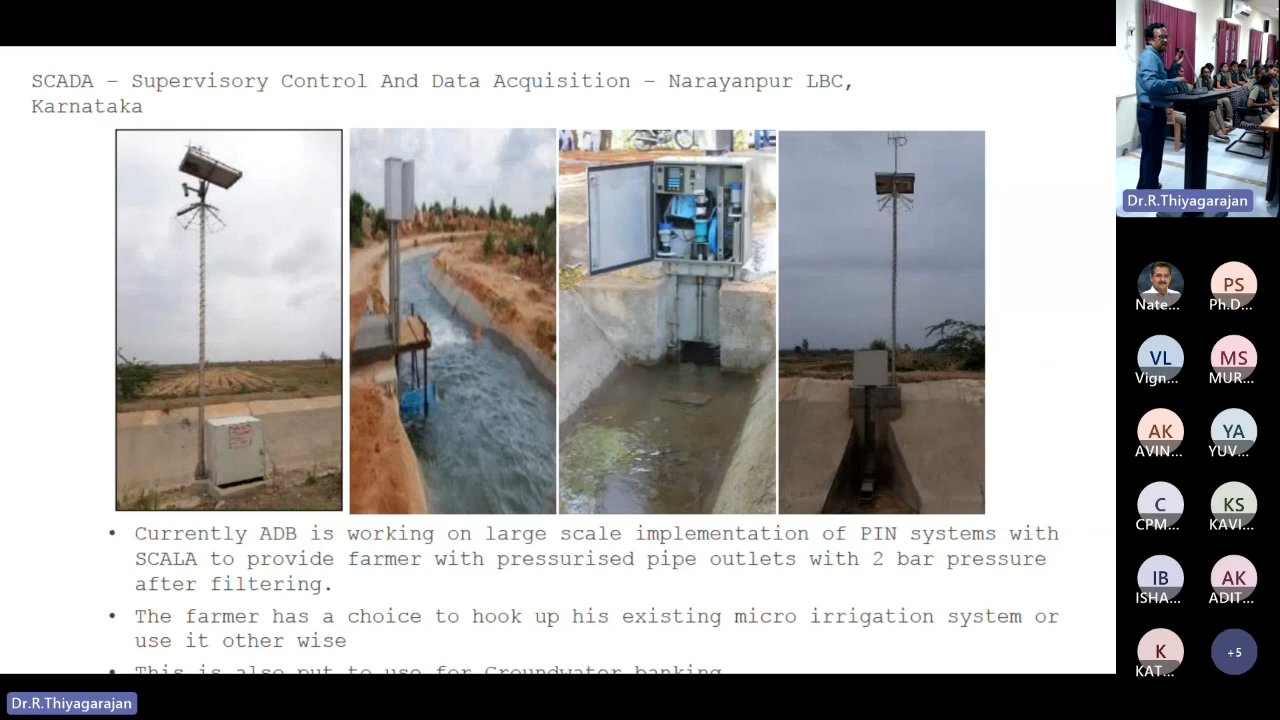 SCADA – Supervisory Control And Data Acquisition – Narayanpur LBC,
Karnataka
• Currently ADB is working on large scale implementation of PIN systems with
SCALA to provide farmer with pressurised pipe outlets with 2 bar pressure
after filtering.
• The farmer has a choice to hook up his existing micro irrigation system or
use it other wise
• This is also put to use for Groundwater banking
Dr.R.Thiyagarajan
Nate...
PS
Ph.D...
VL
Vign...
MS
MUR...
AK
AVIN...
YA
YUV...
C
CPM...
KS
KAVI...
IB
ISHA...
AK
ADIT...
K
KAT...
+5
Dr.R.Thiyagarajan